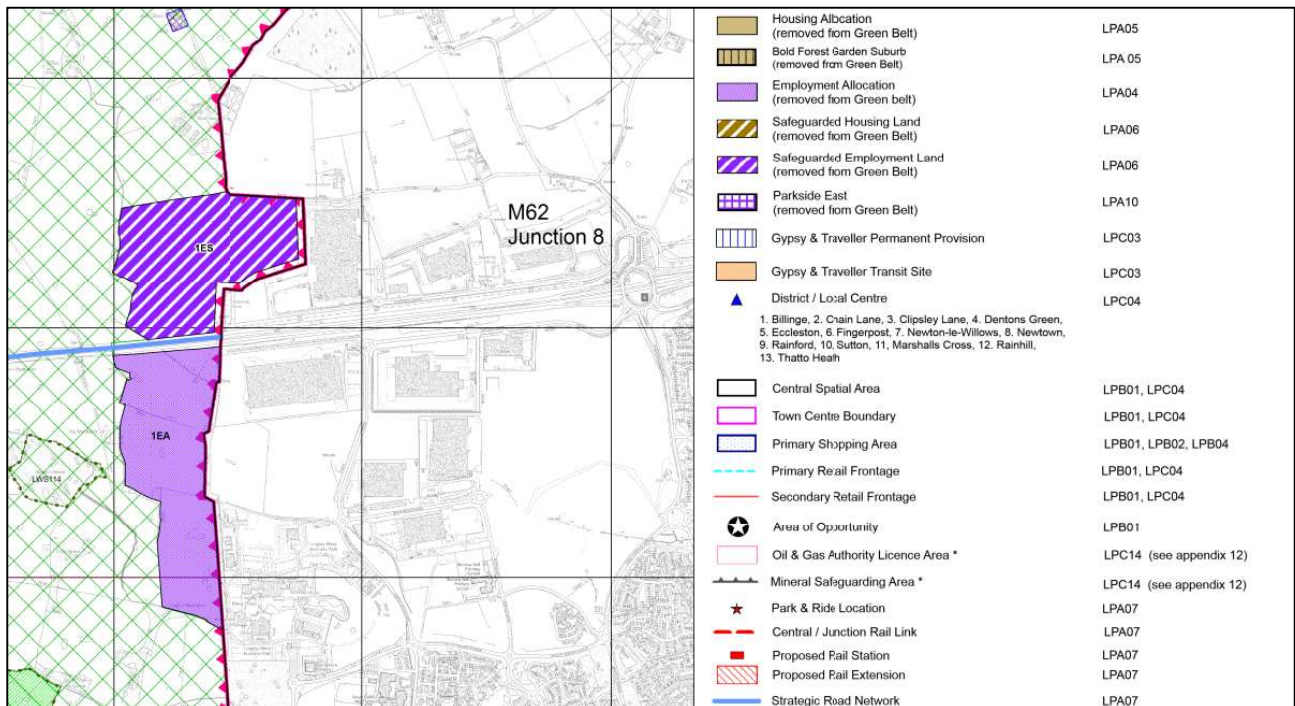 M62
Junction 8
1ES
1EA
LWS114
Housing Allocation
(removed from Green Belt)
LPA05
Bold Forest Garden Suburb
(removed from Green Belt)
LPA 05
Employment Allocation
(removed from Green belt)
LPA04
Safeguarded Housing Land
(removed from Green Belt)
LPA06
Safeguarded Employment Land
(removed from Green Belt)
LPA06
Parkside East
(removed from Green Belt)
LPA10
Gypsy & Traveller Permanent Provision
LPC03
Gypsy & Traveller Transit Site
LPC03
District / Local Centre
LPC04
1. Billinge, 2. Chain Lane, 3. Clipsley Lane, 4. Dentons Green,
5. Eccleston, 6. Fingerpost, 7. Newton-le-Willows, 8. Newtown,
9. Rainford, 10, Sutton, 11, Marshalls Cross, 12. Rainhill,
13. Thatto Heath
Central Spatial Area
LPB01, LPC04
Town Centre Boundary
LPB01, LPC04
Primary Shopping Area
LPB01, LPB02, LPB04
Primary Retail Frontage
LPB01, LPC04
Secondary Retail Frontage
LPB01, LPC04
Area of Opportunity
LPB01
Oil & Gas Authority Licence Area *
LPC14 (see appendix 12)
Mineral Safeguarding Area *
LPC14 (see appendix 12)
Park & Ride Location
LPA07
Central / Junction Rail Link
LPA07
Proposed Rail Station
LPA07
Proposed Rail Extension
LPA07
Strategic Road Network
LPA07